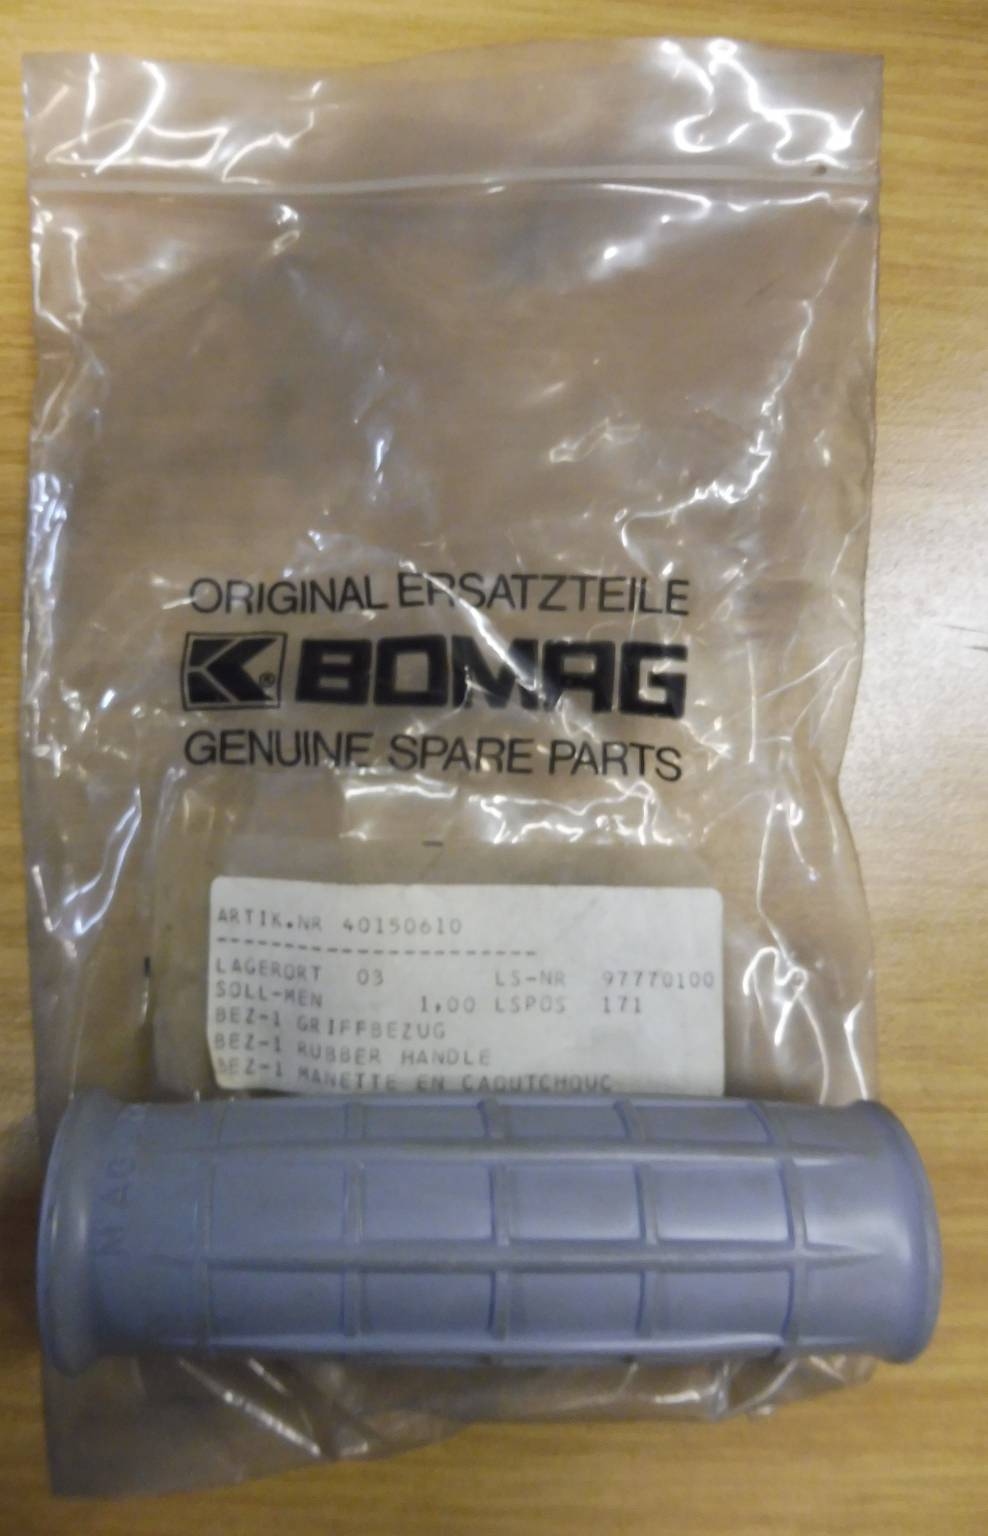 ORIGINAL ERSATZTEILE
K® BOMAG
GENUINE SPARE PARTS
ARTIK.NR 40150610
-----------------------
LAGERORT 03 LS-NR 97770100
SOLL-MEN 1,00 LSPOS 171
BEZ-1 GRIFFBEZUG
BEZ-1 RUBBER HANDLE
BEZ-1 MANETTE EN CAOUTCHOUC